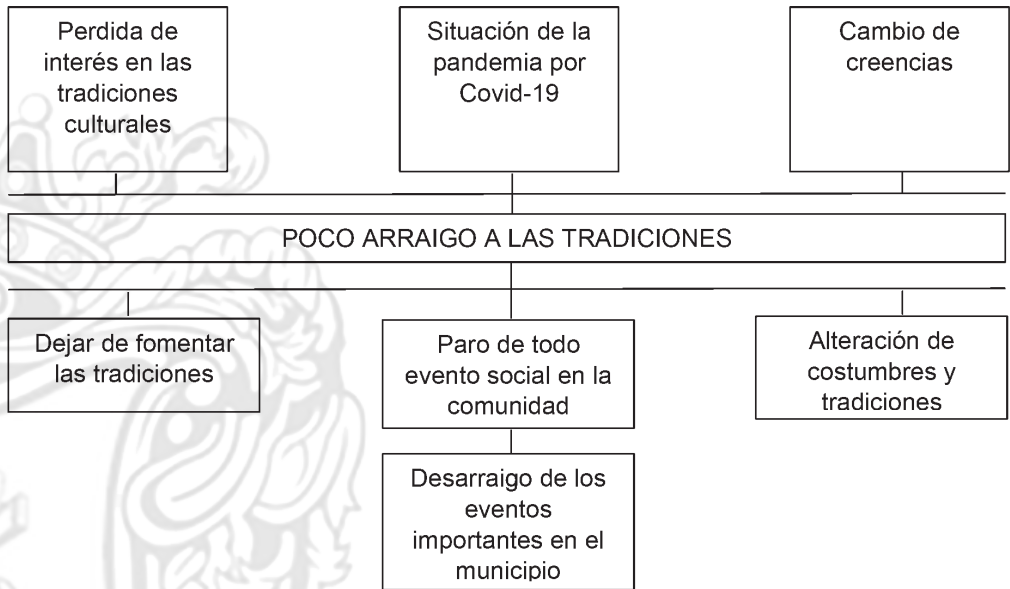 Perdida de
interés en las
tradiciones
culturales
Situación de la
pandemia por
Covid-19
Cambio de
creencias
POCO ARRAIGO A LAS TRADICIONES
Dejar de fomentar
las tradiciones
Paro de todo
evento social en la
comunidad
Alteración de
costumbres y
tradiciones
Desarraigo de los
eventos
importantes en el
municipio